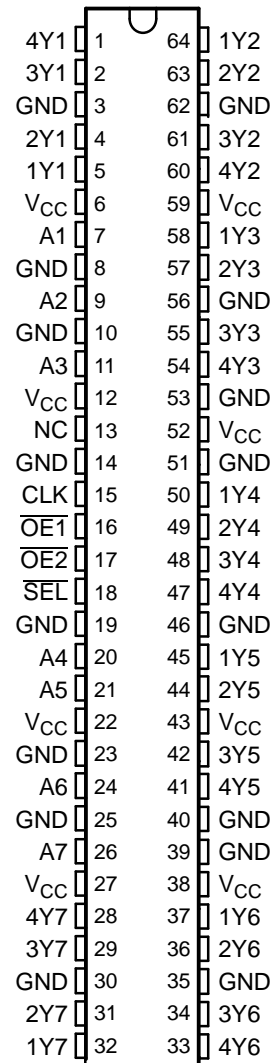 4Y1 1 64 1Y2
3Y1 2 63 2Y2
GND 3 62 GND
2Y1 4 61 3Y2
1Y1 5 60 4Y2
VCC 6 59 VCC
A1 7 58 1Y3
GND 8 57 2Y3
A2 9 56 GND
GND 10 55 3Y3
A3 11 54 4Y3
VCC 12 53 GND
NC 13 52 VCC
GND 14 51 GND
CLK 15 50 1Y4
OE1 16 49 2Y4
OE2 17 48 3Y4
SEL 18 47 4Y4
GND 19 46 GND
A4 20 45 1Y5
A5 21 44 2Y5
VCC 22 43 VCC
GND 23 42 3Y5
A6 24 41 4Y5
GND 25 40 GND
A7 26 39 GND
VCC 27 38 VCC
4Y7 28 37 1Y6
3Y7 29 36 2Y6
GND 30 35 GND
2Y7 31 34 3Y6
1Y7 32 33 4Y6